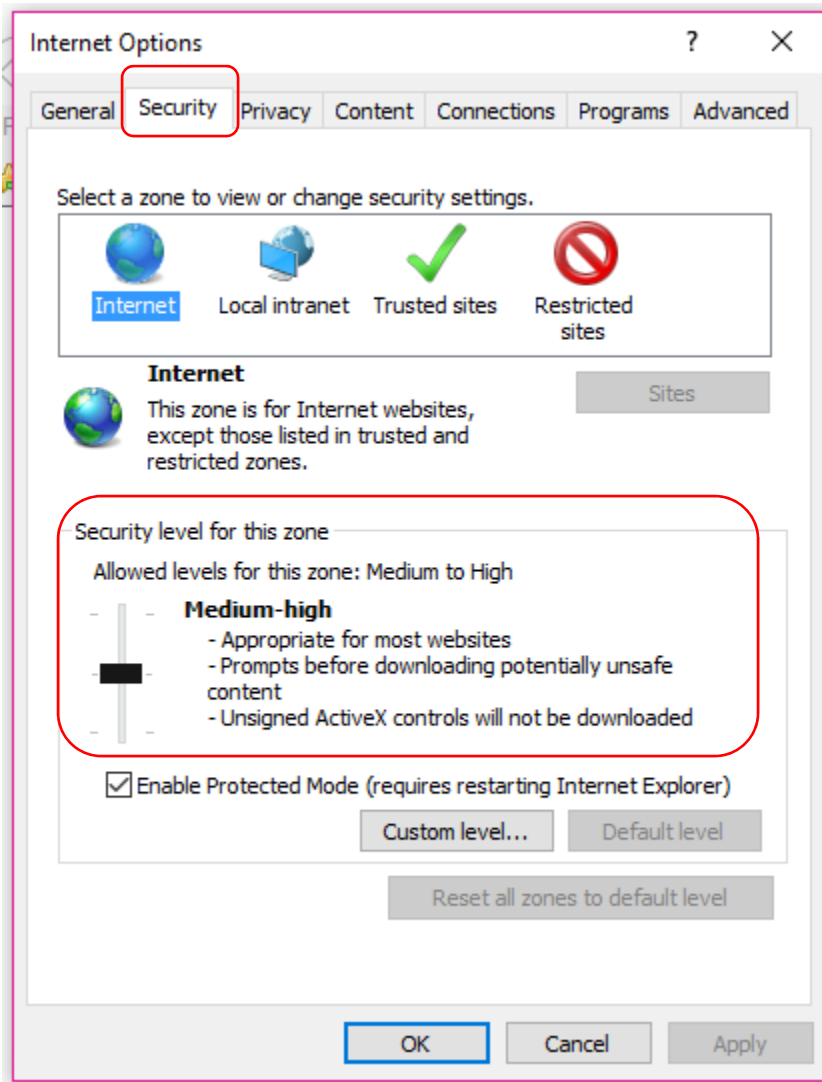 Internet Options ?
General Security Privacy Content Connections Programs Advanced
Select a zone to view or change security settings.
Internet Local intranet Trusted sites Restricted
sites
Internet
Sites
This zone is for Internet websites,
except those listed in trusted and
restricted zones.
Security level for this zone
Allowed levels for this zone: Medium to High
Medium-high
- Appropriate for most websites
- Prompts before downloading potentially unsafe
content
- Unsigned ActiveX controls will not be downloaded
Enable Protected Mode (requires restarting Internet Explorer)
Custom level... Default level
Reset all zones to default level
OK Cancel Apply